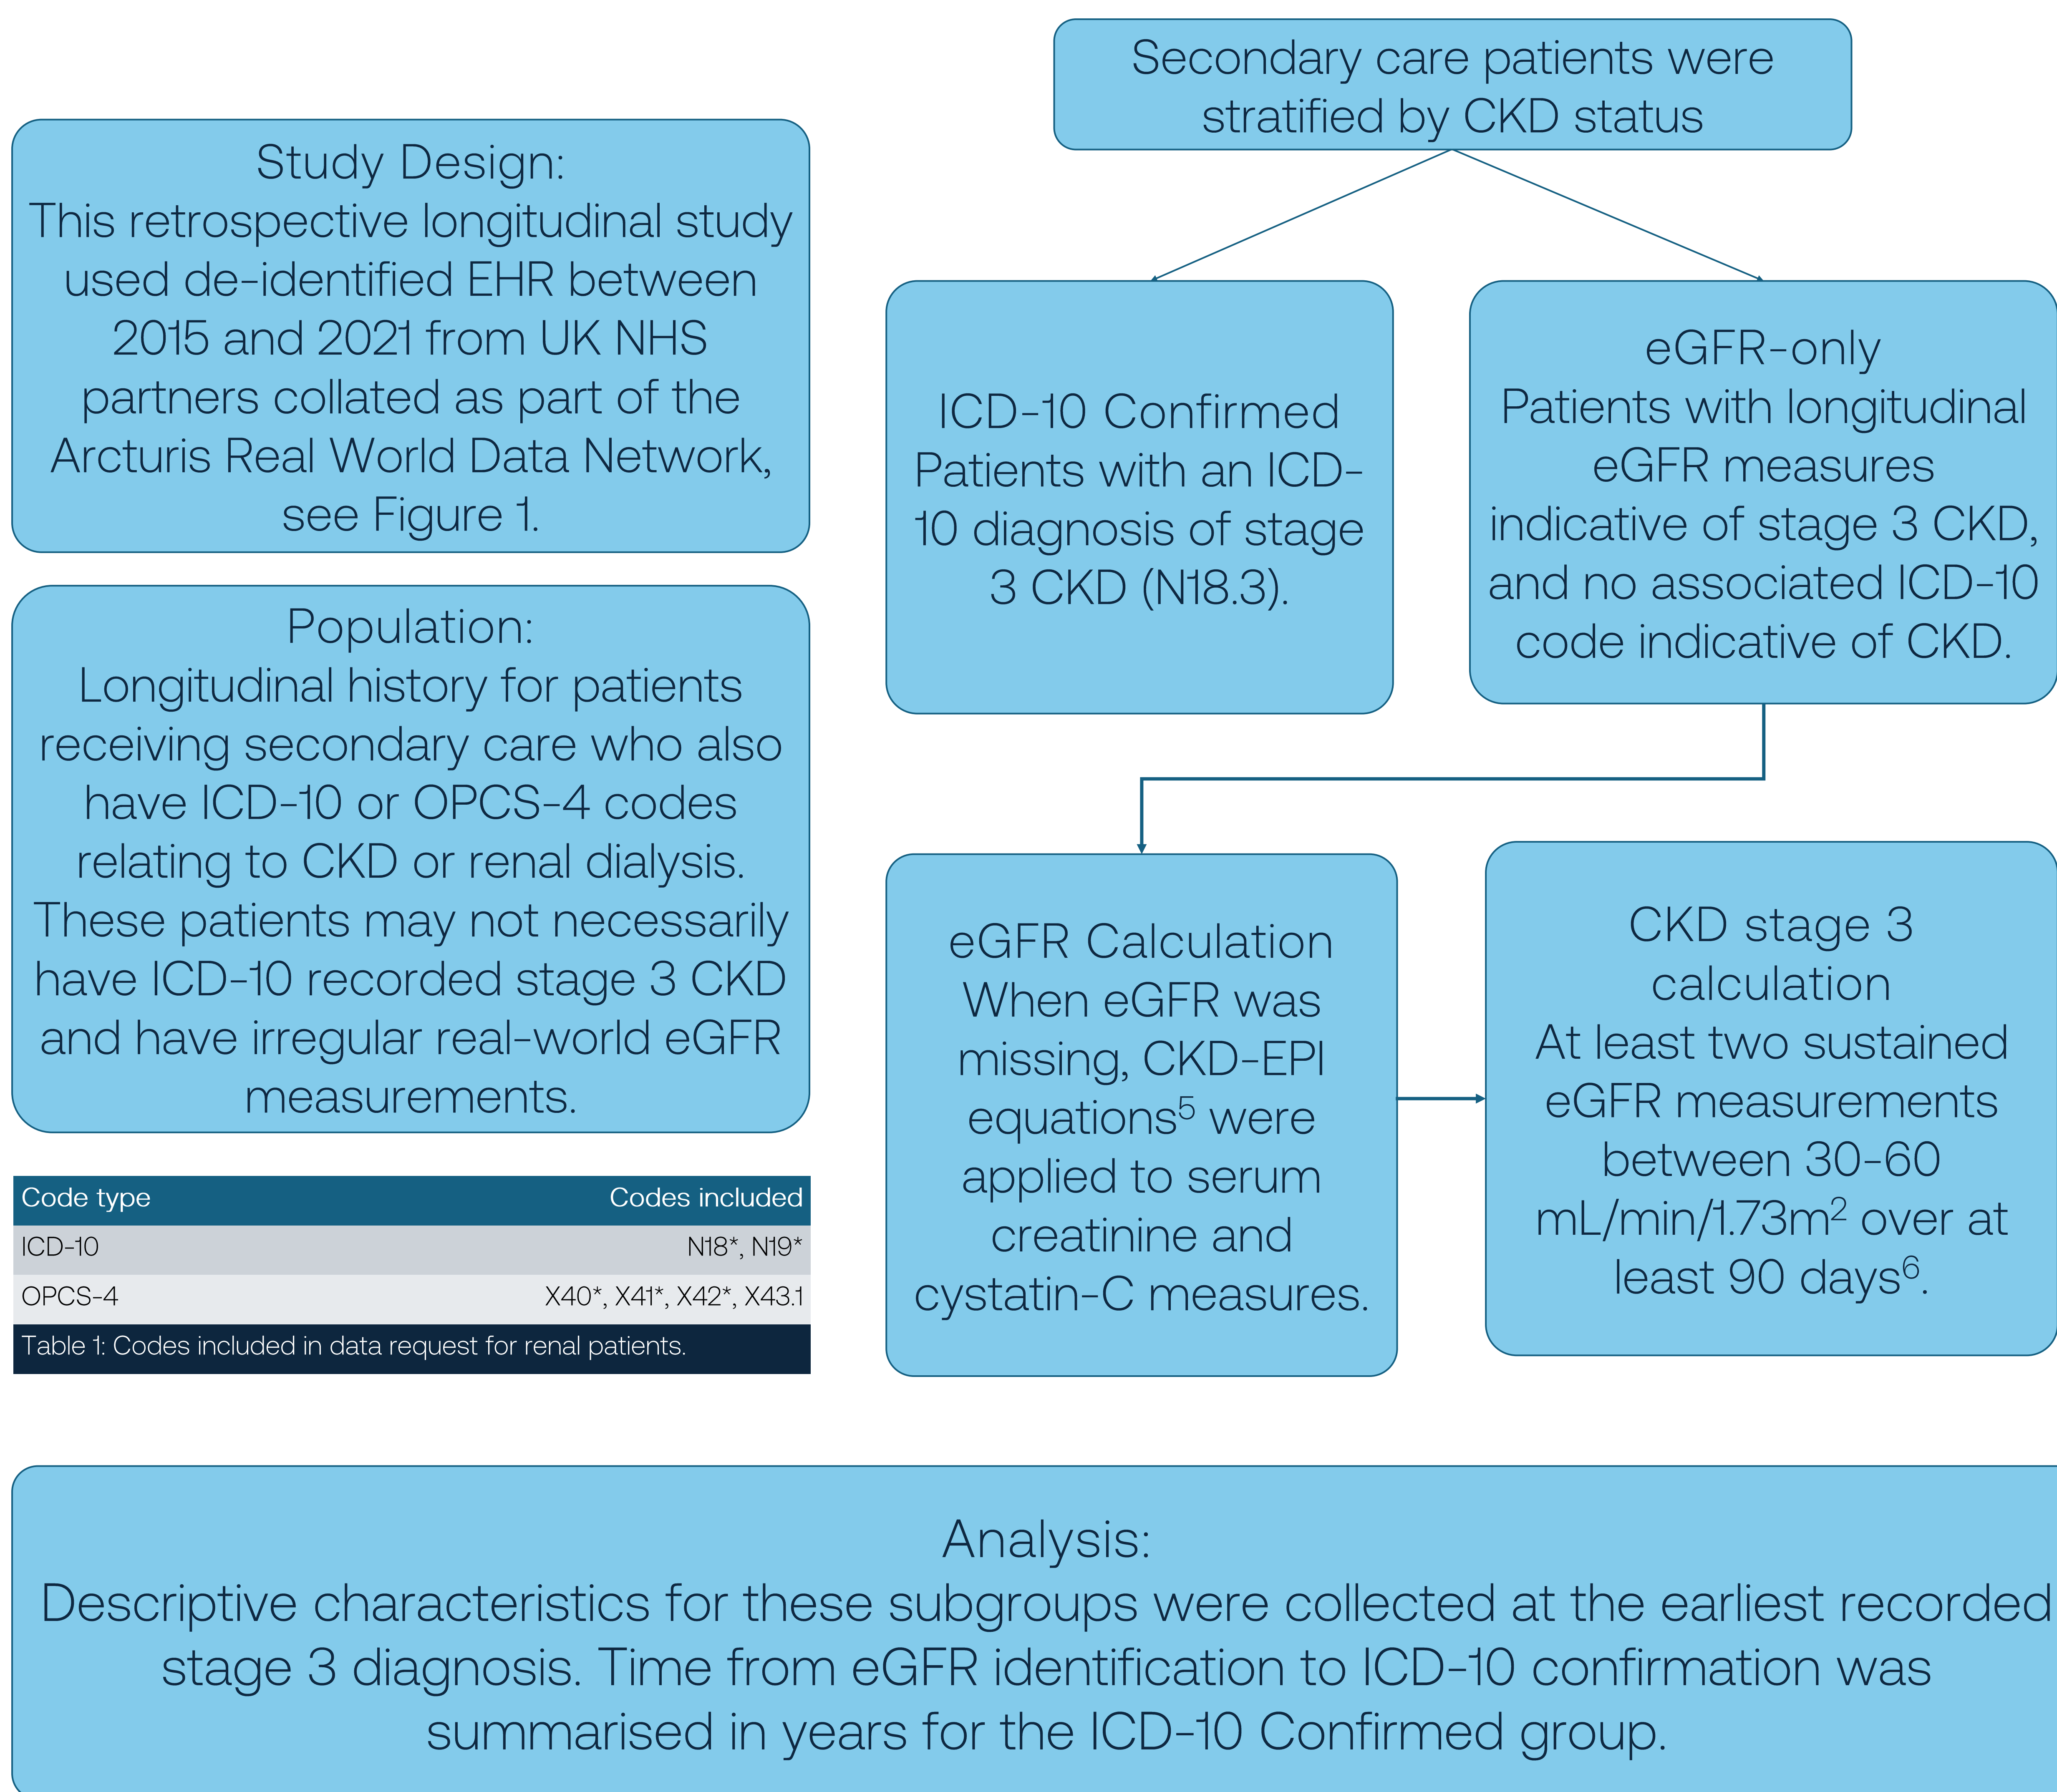 Study Design:
This retrospective longitudinal study
used de-identified EHR between
2015 and 2021 from UK NHS
partners collated as part of the
Arcturis Real World Data Network,
see Figure 1.
Population:
Longitudinal history for patients
receiving secondary care who also
have ICD-10 or OPCS-4 codes
relating to CKD or renal dialysis.
These patients may not necessarily
have ICD-10 recorded stage 3 CKD
and have irregular real-world eGFR
measurements.
Code type Codes included
ICD-10 N18*, N19*
OPCS-4 X40*, X41*, X42*, X43.1
Table 1: Codes included in data request for renal patients.
Secondary care patients were
stratified by CKD status
ICD-10 Confirmed
Patients with an ICD-
10 diagnosis of stage
3 CKD (N18.3).
eGFR-only
Patients with longitudinal
eGFR measures
indicative of stage 3 CKD,
and no associated ICD-10
code indicative of CKD.
eGFR Calculation
When eGFR was
missing, CKD-EPI
equations⁵ were
applied to serum
creatinine and
cystatin-C measures.
CKD stage 3
calculation
At least two sustained
eGFR measurements
between 30-60
mL/min/1.73m² over at
least 90 days⁶.
Analysis:
Descriptive characteristics for these subgroups were collected at the earliest recorded
stage 3 diagnosis. Time from eGFR identification to ICD-10 confirmation was
summarised in years for the ICD-10 Confirmed group.